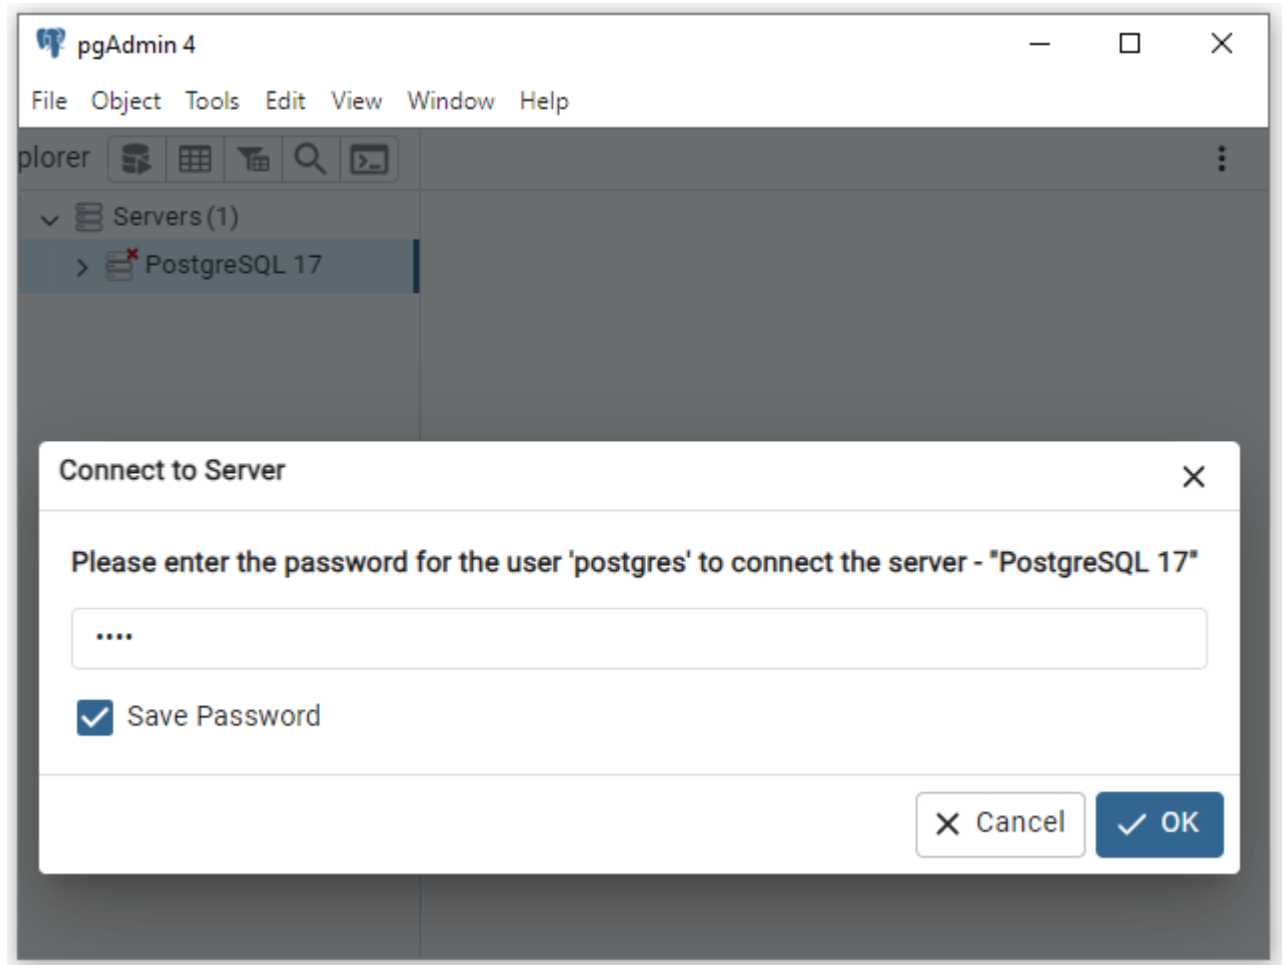 pgAdmin 4
File Object Tools Edit View Window Help
plorer
Servers (1)
PostgreSQL 17
Connect to Server
Please enter the password for the user 'postgres' to connect the server - "PostgreSQL 17"
••••
Save Password
Cancel OK